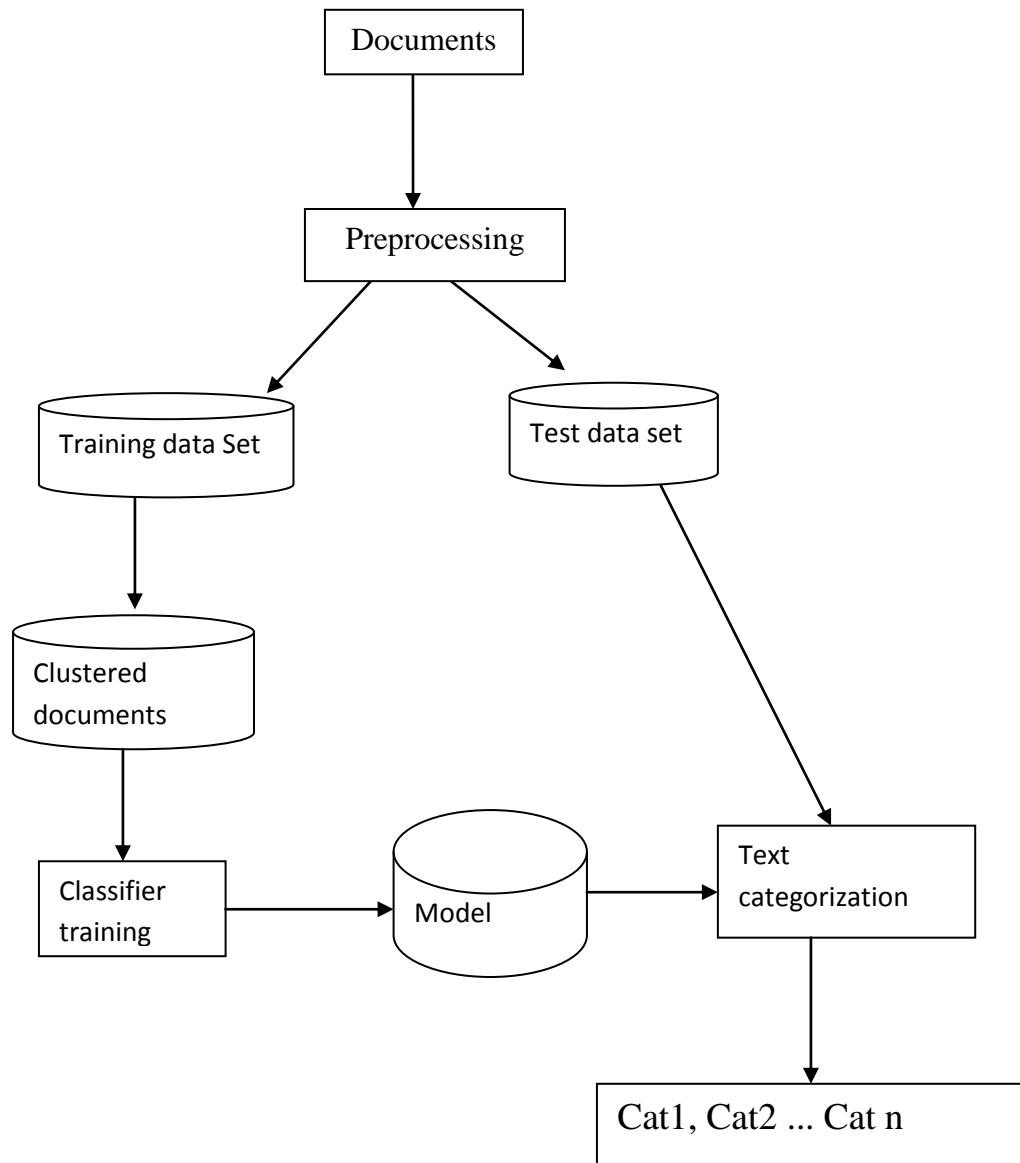 Documents
Preprocessing
Training data Set
Test data set
Clustered
documents
Classifier
training
Model
Text
categorization
Cat1, Cat2 ... Cat n